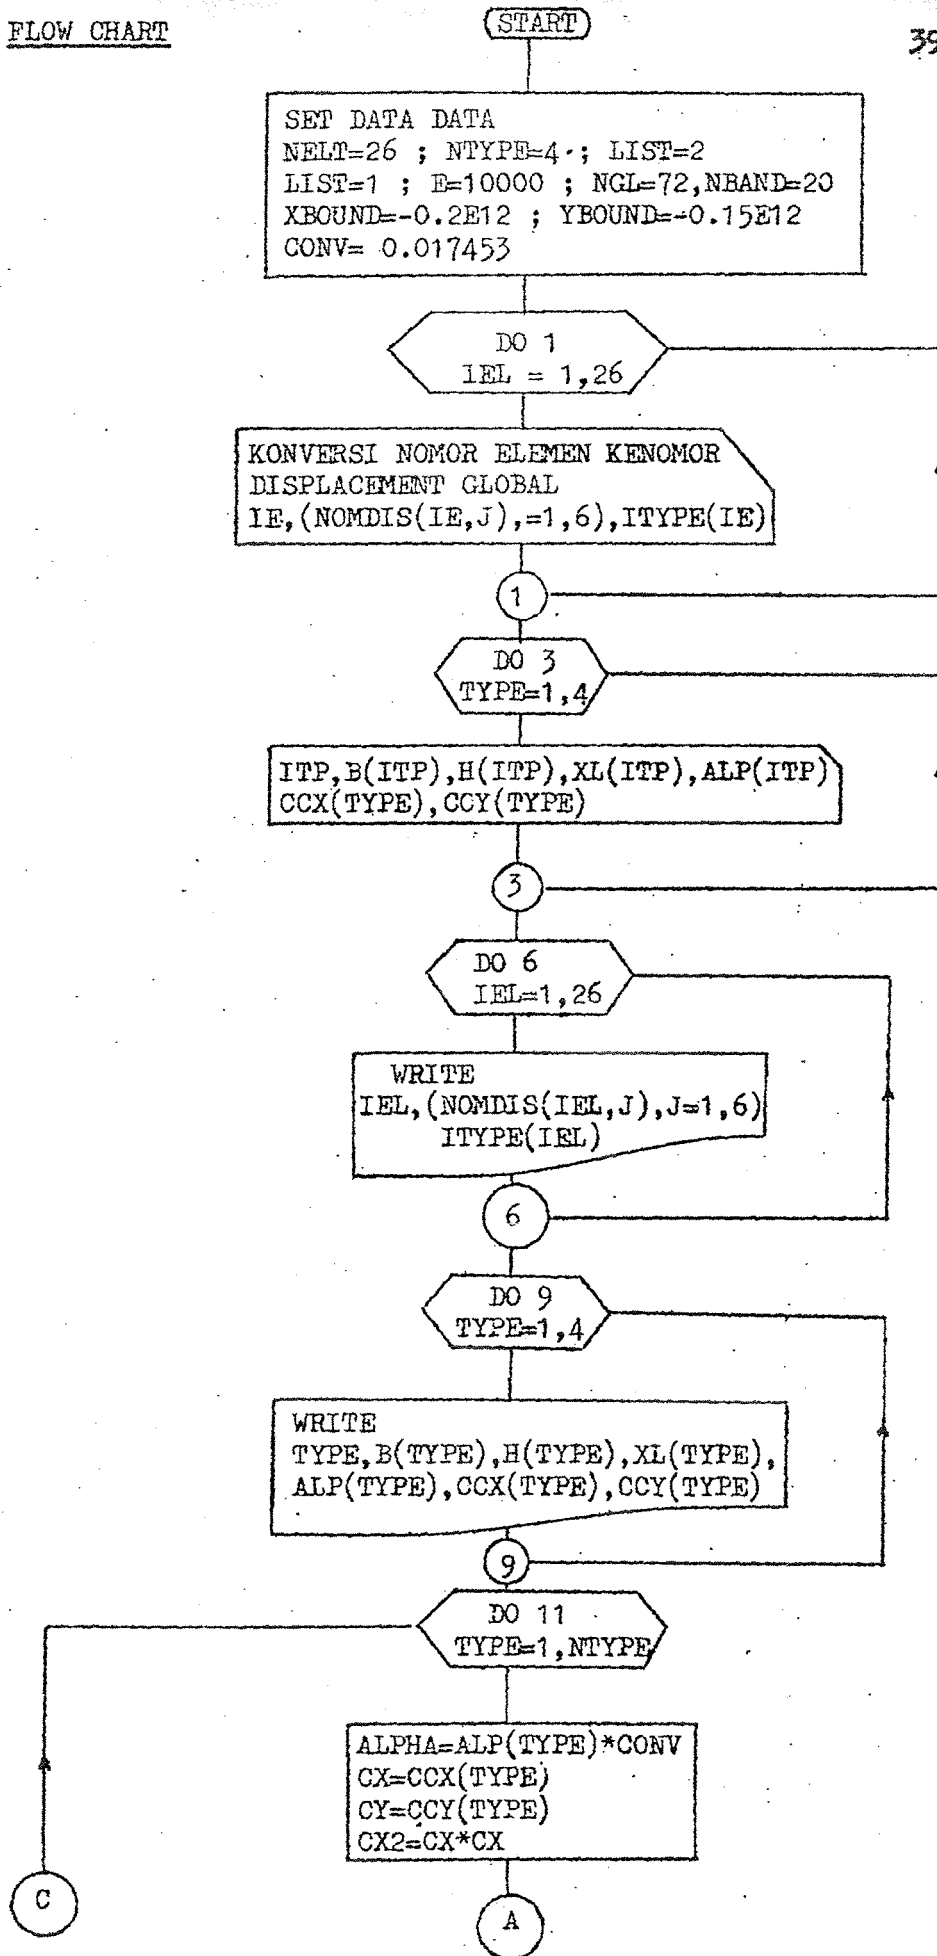 FLOW CHART
START
39
SET DATA DATA
NELT=26 ; NTYPE=4 ; LIST=2
LIST=1 ; E=10000 ; NGL=72,NBAND=20
XBOUND=-0.2E12 ; YBOUND=-0.15E12
CONV= 0.017453
DO 1
IEL = 1,26
KONVERSI NOMOR ELEMEN KENOMOR
DISPLACEMENT GLOBAL
IE,(NOMDIS(IE,J),=1,6),ITYPE(IE)
1
DO 3
TYPE=1,4
ITP,B(ITP),H(ITP),XL(ITP),ALP(ITP)
CCX(TYPE),CCY(TYPE)
3
DO 6
IEL=1,26
WRITE
IEL,(NOMDIS(IEL,J),J=1,6)
ITYPE(IEL)
6
DO 9
TYPE=1,4
WRITE
TYPE,B(TYPE),H(TYPE),XL(TYPE),
ALP(TYPE),CCX(TYPE),CCY(TYPE)
9
DO 11
TYPE=1,NTYPE
ALPHA=ALP(TYPE)*CONV
CX=CCX(TYPE)
CY=CCY(TYPE)
CX2=CX*CX
C
A